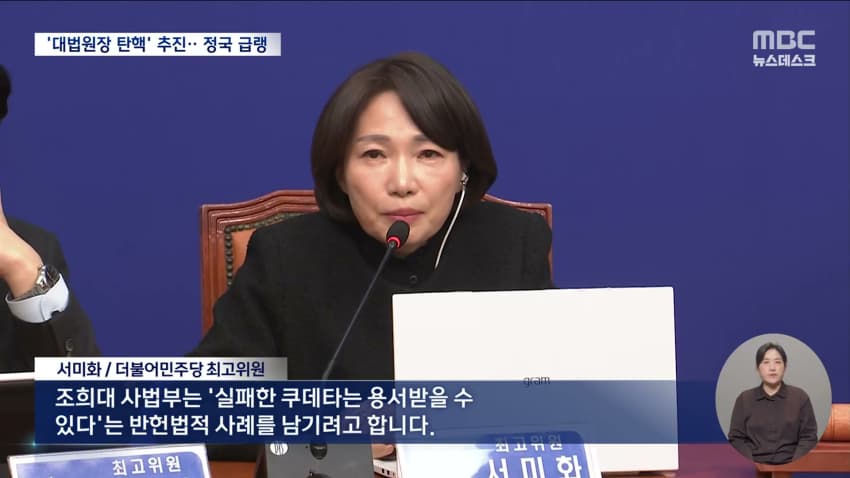 '대법원장 탄핵' 추진‥ 정국 급랭
MBC
뉴스데스크
gram
서미화 / 더불어민주당 최고위원
조희대 사법부는 '실패한 쿠데타는 용서받을 수
있다'는 반헌법적 사례를 남기려고 합니다.
최고위원
최고위원
서미화